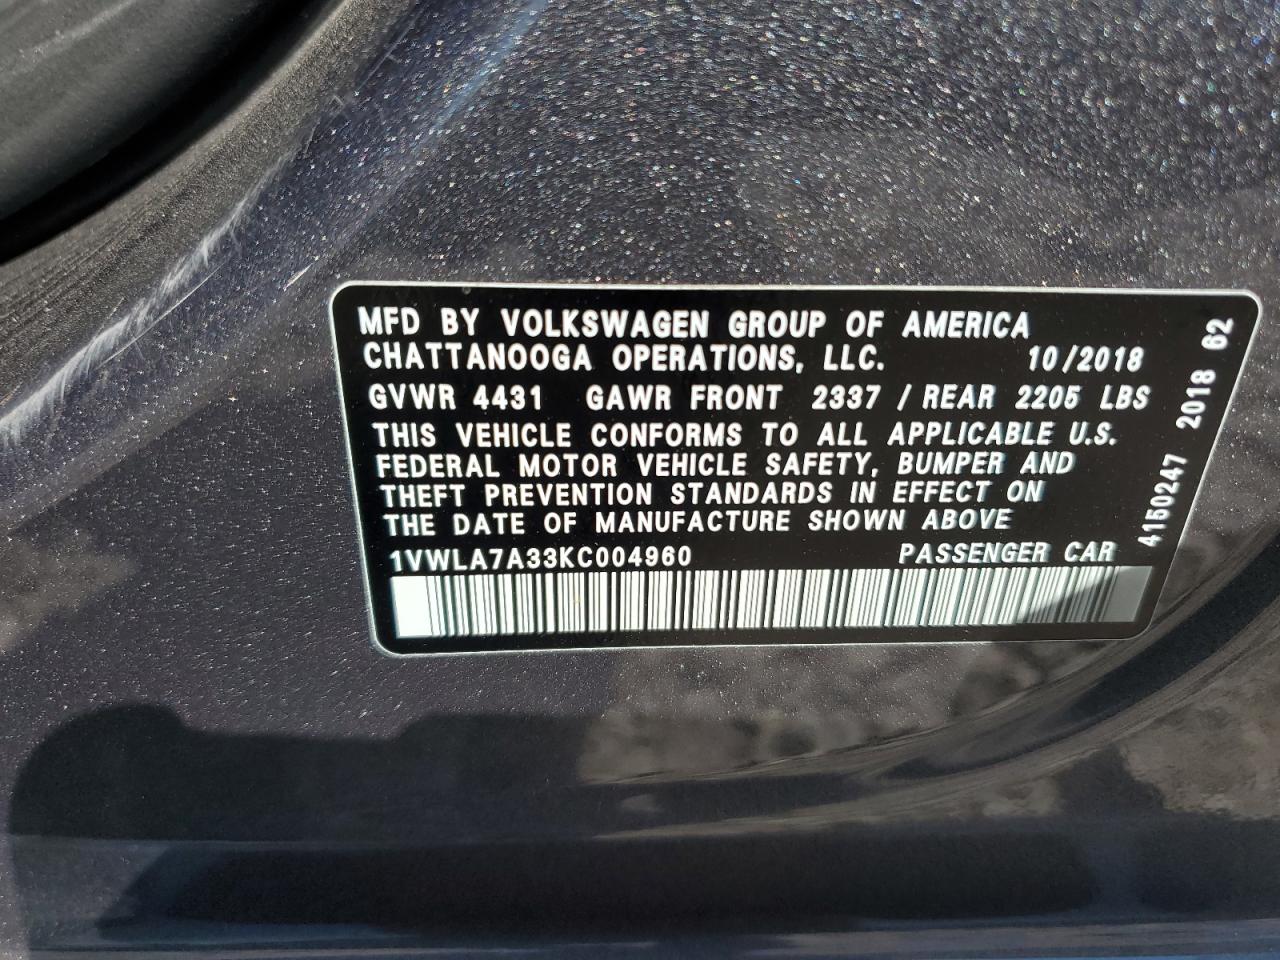 MFD BY VOLKSWAGEN GROUP OF AMERICA
CHATTANOOGA OPERATIONS, LLC. 10/2018
GVWR 4431 GAWR FRONT 2337 / REAR 2205 LBS
THIS VEHICLE CONFORMS TO ALL APPLICABLE U.S.
FEDERAL MOTOR VEHICLE SAFETY, BUMPER AND
THEFT PREVENTION STANDARDS IN EFFECT ON
THE DATE OF MANUFACTURE SHOWN ABOVE
1VWLA7A33KC004960 PASSENGER CAR
4150247 2018 62